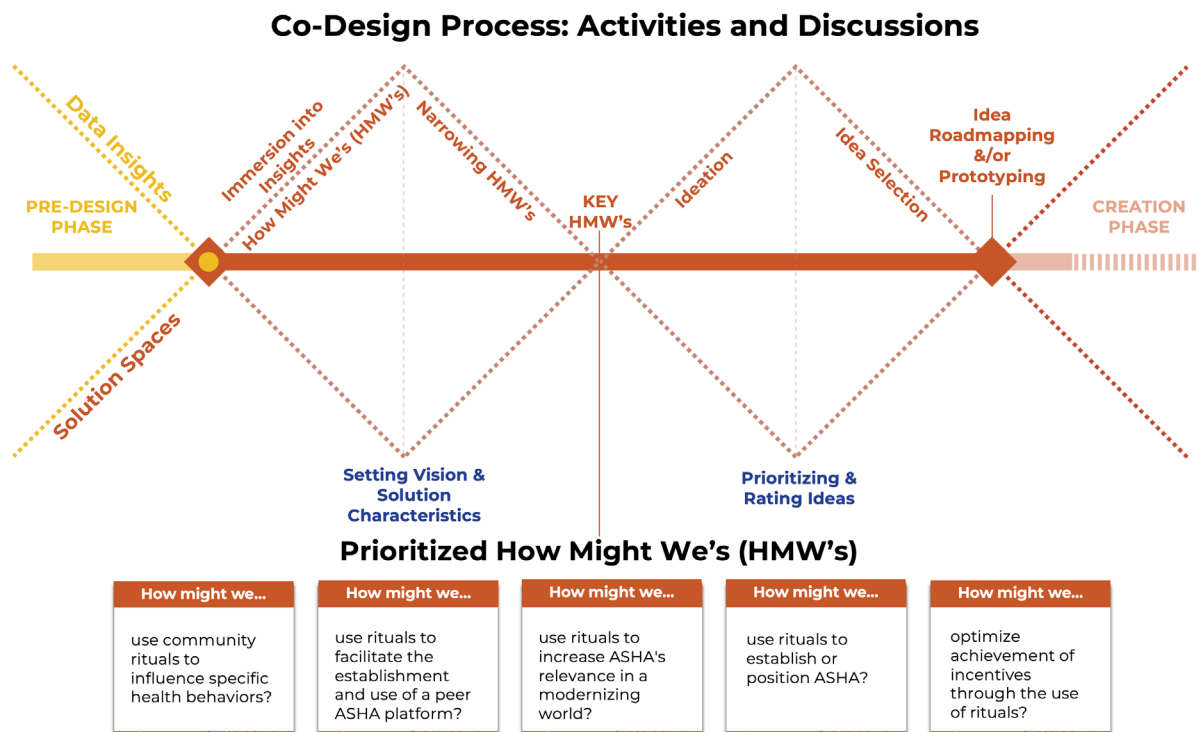 Co-Design Process: Activities and Discussions
Data Insights
PRE-DESIGN
PHASE
Solution Spaces
Immersion into
Insights
How Might We's (HMW's)
Narrowing HMW's
KEY
HMW's
Ideation
Idea Selection
Idea
Roadmapping
&/or
Prototyping
CREATION
PHASE
Setting Vision &
Solution
Characteristics
Prioritizing &
Rating Ideas
Prioritized How Might We's (HMW's)
How might we...
use community
rituals to
influence specific
health behaviors?
How might we...
use rituals to
facilitate the
establishment
and use of a peer
ASHA platform?
How might we...
use rituals to
increase ASHA's
relevance in a
modernizing
world?
How might we...
use rituals to
establish or
position ASHA?
How might we...
optimize
achievement of
incentives
through the use
of rituals?